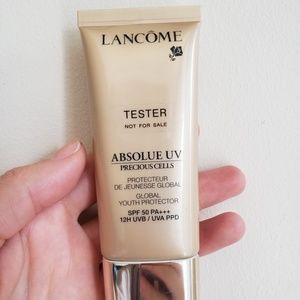 LANCÔME
TESTER
NOT FOR SALE
ABSOLUE UV
PRECIOUS CELLS
PROTECTEUR
DE JEUNESSE GLOBAL
GLOBAL
YOUTH PROTECTOR
SPF 50 PA+++
12H UVB / UVA PPD